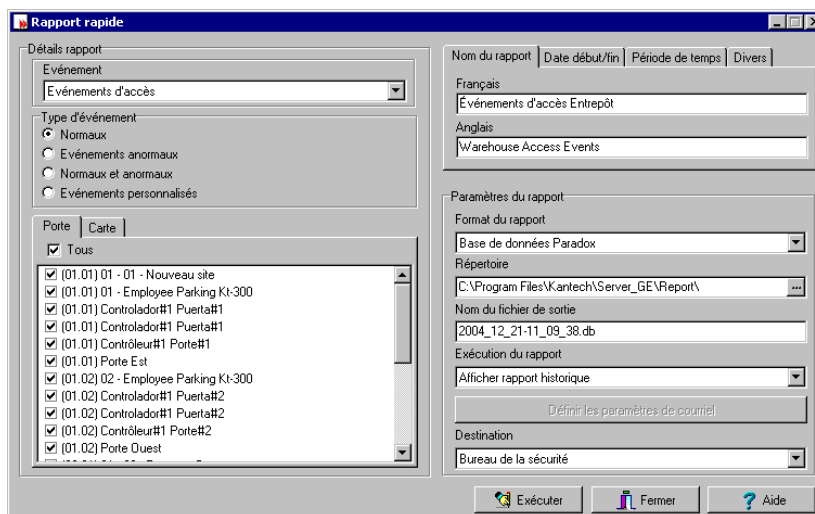 Rapport rapide
Détails rapport
Evénement
Evénements d'accès
Type d'événement
Normaux
Evénements anormaux
Normaux et anormaux
Evénements personnalisés
Porte
Carte
Tous
(01.01) 01 - 01 - Nouveau site
(01.01) 01 - Employee Parking Kt-300
(01.01) Controlador#1 Puerta#1
(01.01) Controlador#1 Puerta#1
(01.01) Contrôleur#1 Porte#1
(01.01) Porte Est
(01.02) 02 - Employee Parking Kt-300
(01.02) Controlador#1 Puerta#2
(01.02) Controlador#1 Puerta#2
(01.02) Contrôleur#1 Porte#2
(01.02) Porte Ouest
Nom du rapport
Date début/fin
Période de temps
Divers
Français
Événements d'accès Entrepôt
Anglais
Warehouse Access Events
Paramètres du rapport
Format du rapport
Base de données Paradox
Répertoire
C:\Program Files\Kantech\Server_GE\Report\
...
Nom du fichier de sortie
2004_12_21-11_09_38.db
Exécution du rapport
Afficher rapport historique
Définir les paramètres de courriel
Destination
Bureau de la sécurité
Exécuter
Fermer
Aide